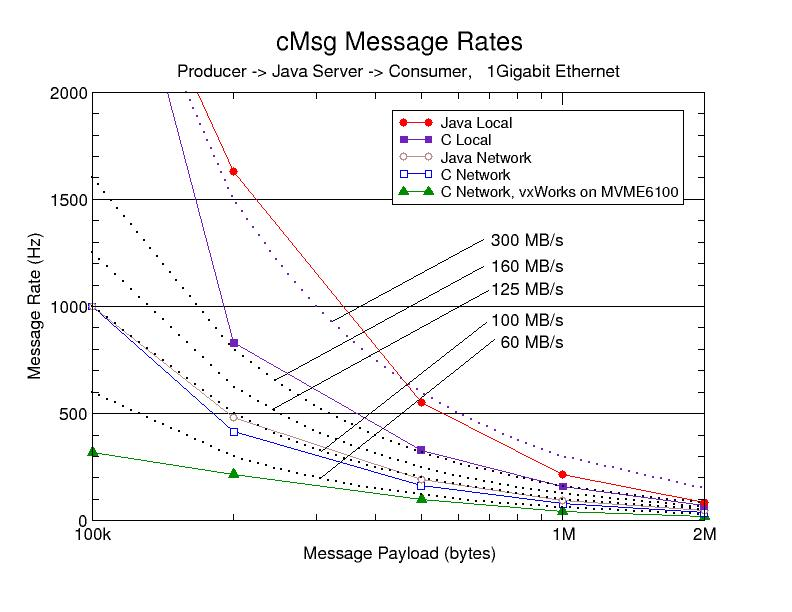 cMsg Message Rates
Producer -> Java Server -> Consumer, 1Gigabit Ethernet
2000
1500
1000
500
0
Message Rate (Hz)
Java Local
C Local
Java Network
C Network
C Network, vxWorks on MVME6100
300 MB/s
160 MB/s
125 MB/s
100 MB/s
60 MB/s
100k
1M
2M
Message Payload (bytes)